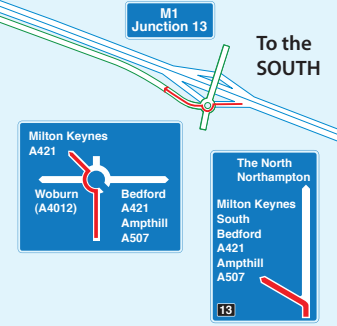 M1
Junction 13
To the
SOUTH
Milton Keynes
A421
Woburn
(A4012)
Bedford
A421
Ampthill
A507
The North
Northampton
Milton Keynes
South
Bedford
A421
Ampthill
A507
13